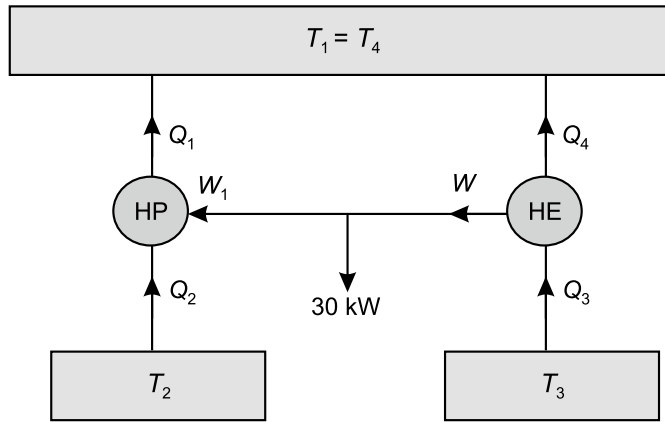 T₁ = T₄
Q₁
Q₄
W₁
W
HP
HE
Q₂
30 kW
Q₃
T₂
T₃